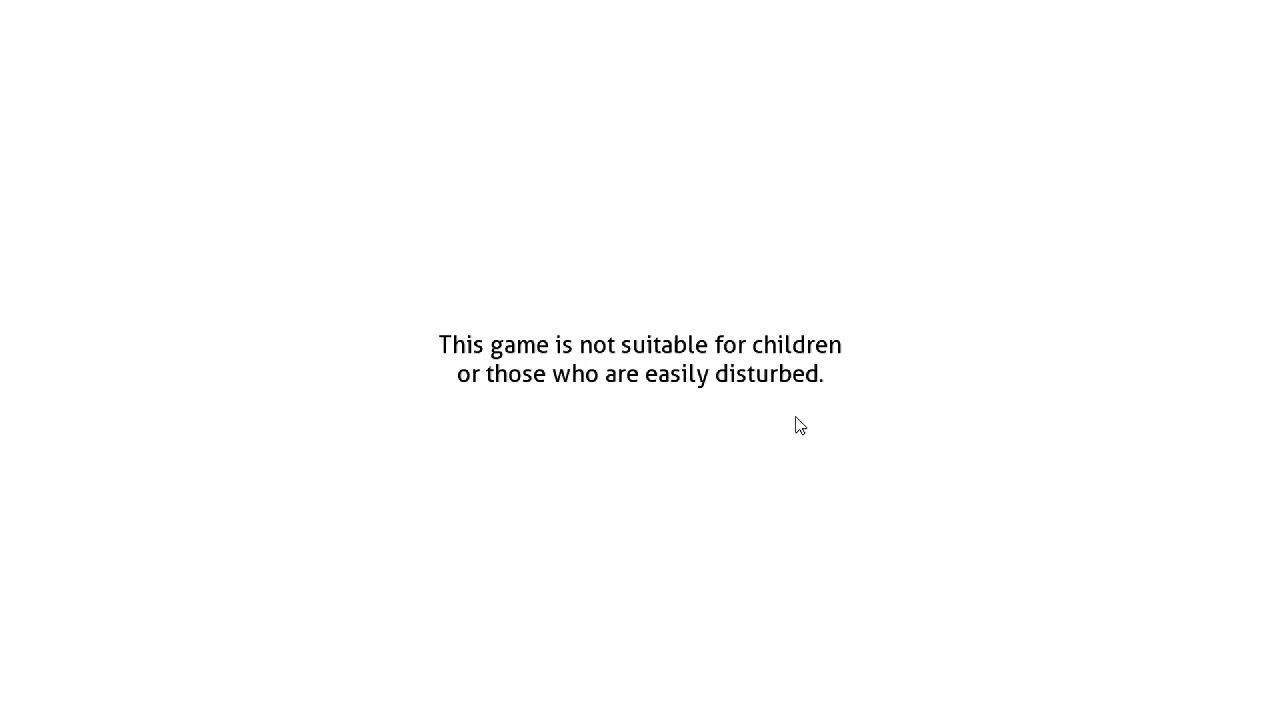 This game is not suitable for children
or those who are easily disturbed.